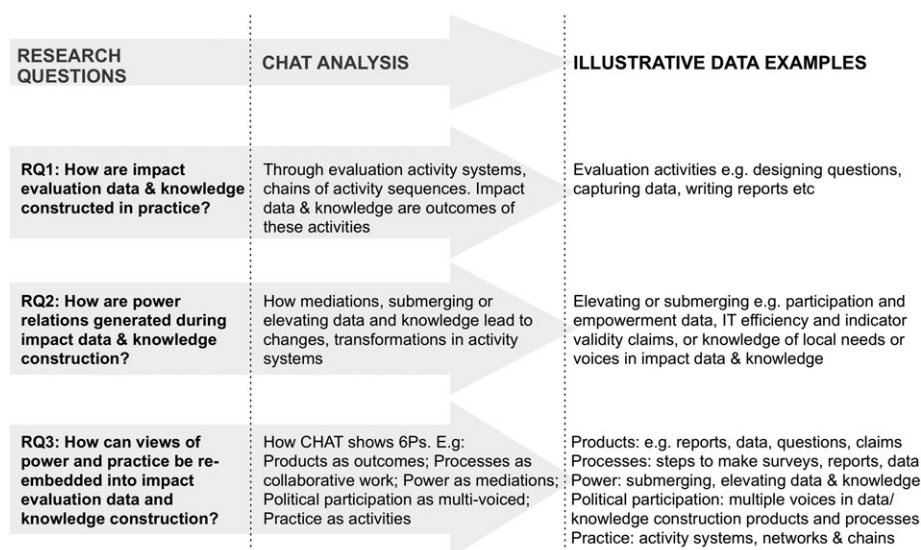 RESEARCH
QUESTIONS
CHAT ANALYSIS
ILLUSTRATIVE DATA EXAMPLES
RQ1: How are impact
evaluation data & knowledge
constructed in practice?
Through evaluation activity systems,
chains of activity sequences. Impact
data & knowledge are outcomes of
these activities
Evaluation activities e.g. designing questions,
capturing data, writing reports etc
RQ2: How are power
relations generated during
impact data & knowledge
construction?
How mediations, submerging or
elevating data and knowledge lead to
changes, transformations in activity
systems
Elevating or submerging e.g. participation and
empowerment data, IT efficiency and indicator
validity claims, or knowledge of local needs or
voices in impact data & knowledge
RQ3: How can views of
power and practice be re-
embedded into impact
evaluation data and
knowledge construction?
How CHAT shows 6Ps. E.g:
Products as outcomes; Processes as
collaborative work; Power as mediations;
Political participation as multi-voiced;
Practice as activities
Products: e.g. reports, data, questions, claims
Processes: steps to make surveys, reports, data
Power: submerging, elevating data & knowledge
Political participation: multiple voices in data/
knowledge construction products and processes
Practice: activity systems, networks & chains